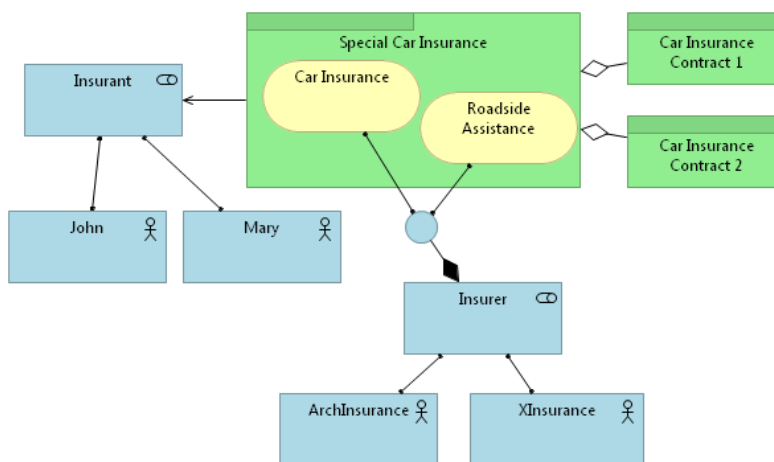 Special Car Insurance
Car Insurance
Contract 1
Insurant
Car Insurance
Roadside
Assistance
Car Insurance
Contract 2
John
Mary
Insurer
ArchInsurance
XInsurance